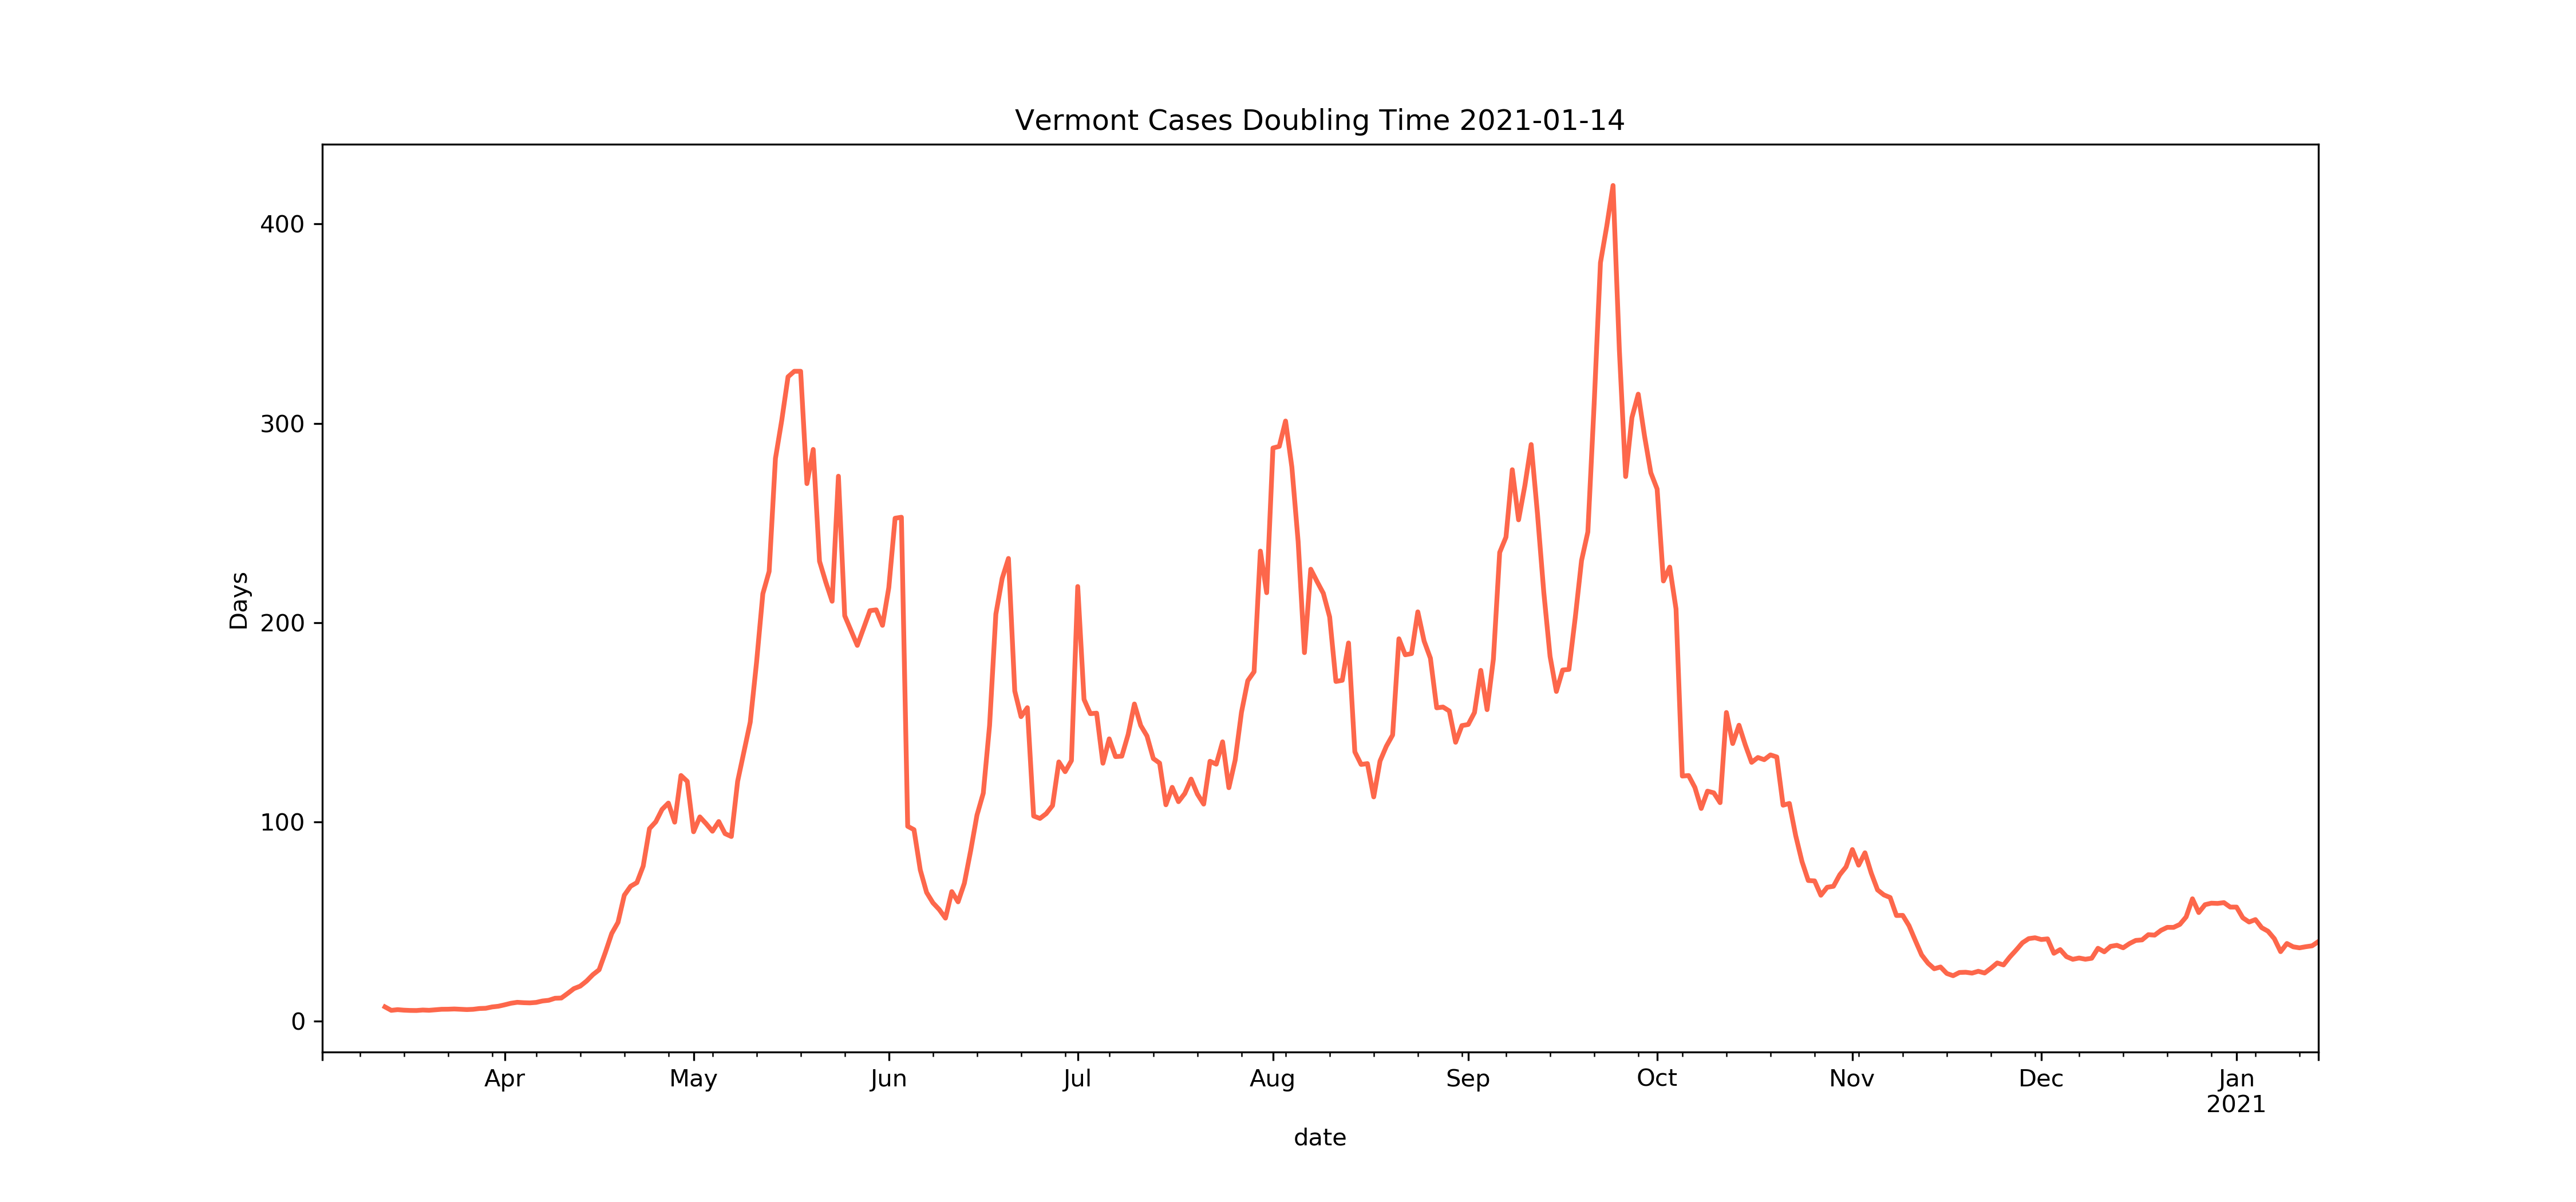 Vermont Cases Doubling Time 2021-01-14
400
300
200
100
0
Days
Apr May Jun Jul Aug Sep Oct Nov Dec Jan
2021
date